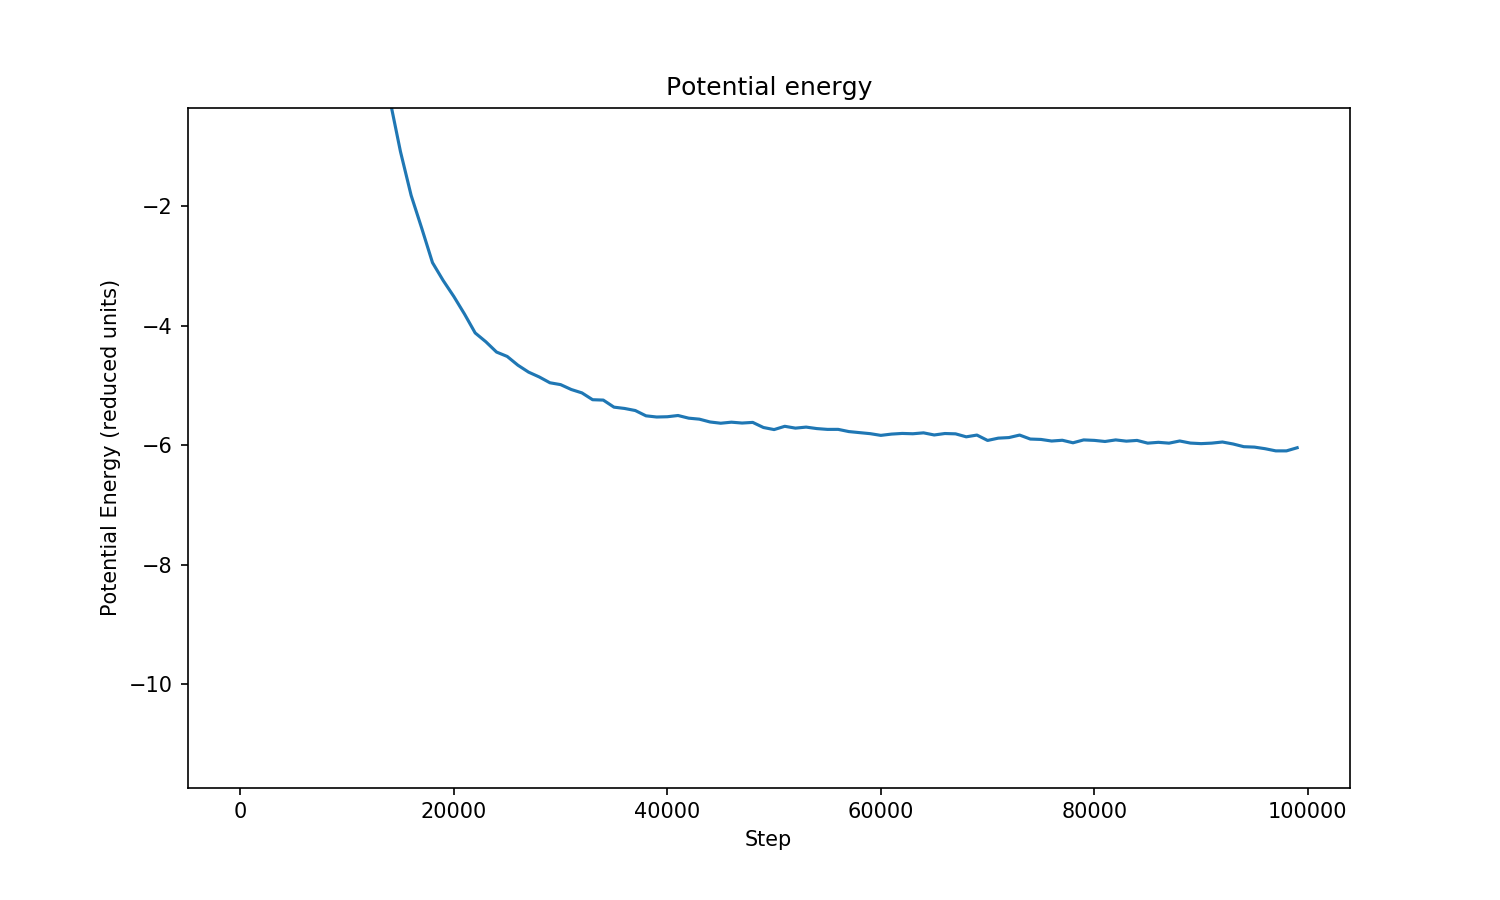 Potential energy
−2
−4
−6
−8
−10
Potential Energy (reduced units)
0 20000 40000 60000 80000 100000
Step